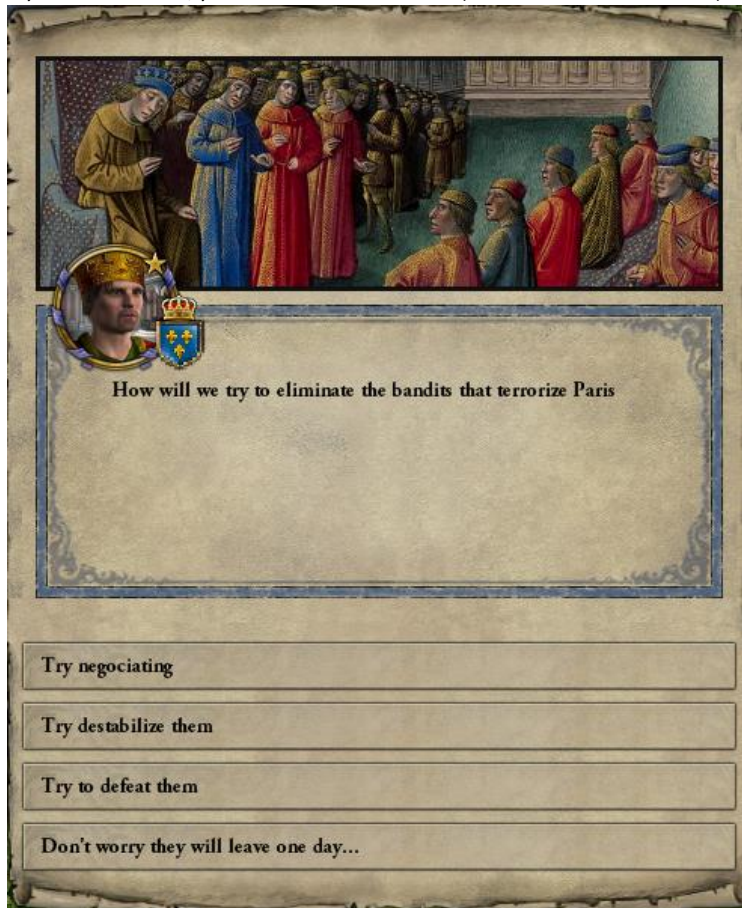 How will we try to eliminate the bandits that terrorize Paris
Try negociating
Try destabilize them
Try to defeat them
Don't worry they will leave one day...